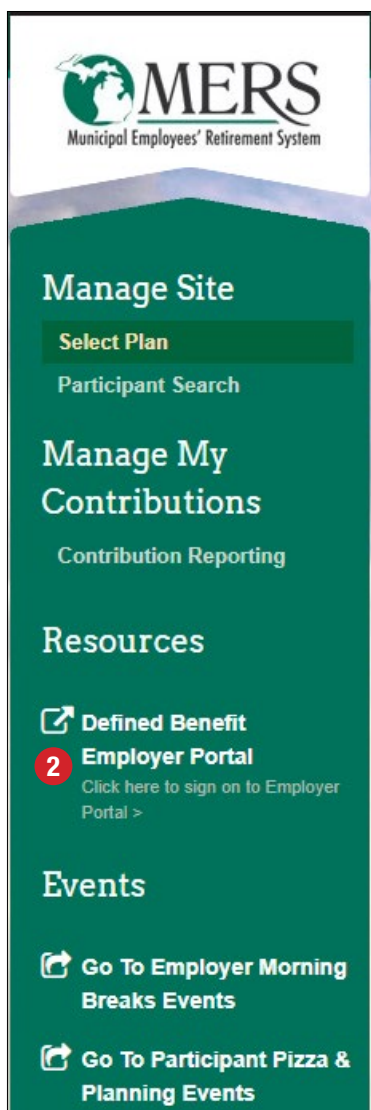 MERS
Municipal Employees' Retirement System
Manage Site
Select Plan
Participant Search
Manage My
Contributions
Contribution Reporting
Resources
Defined Benefit
2 Employer Portal
Click here to sign on to Employer
Portal >
Events
Go To Employer Morning
Breaks Events
Go To Participant Pizza &
Planning Events